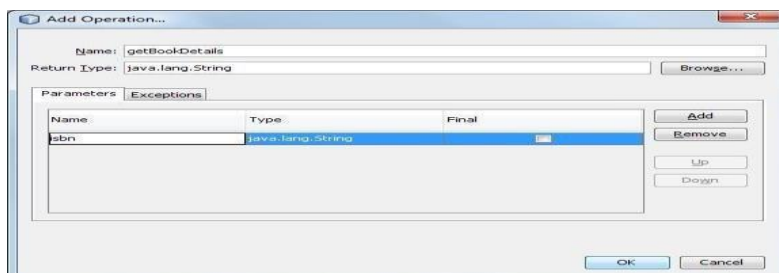 Add Operation...
Name: getBookDetails
Return Type: java.lang.String Browse...
Parameters Exceptions
Name Type Final
isbn java.lang.String
Add
Remove
Up
Down
OK Cancel